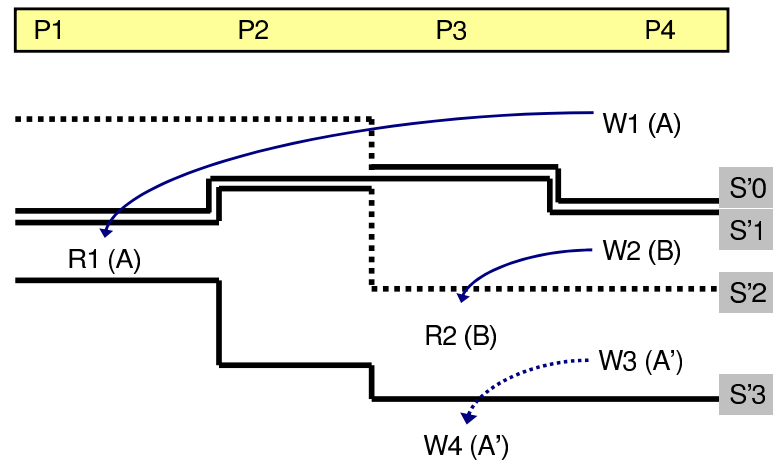 P1 P2 P3 P4
W1 (A)
S'0
S'1
R1 (A)
W2 (B)
S'2
R2 (B)
W3 (A')
S'3
W4 (A')